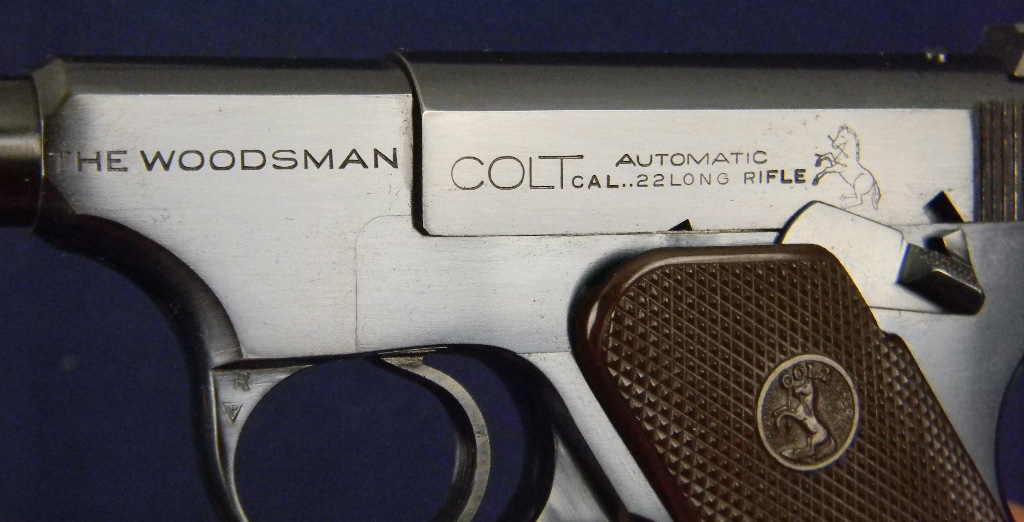 THE WOODSMAN
COLT AUTOMATIC
CAL..22 LONG RIFLE
COLT